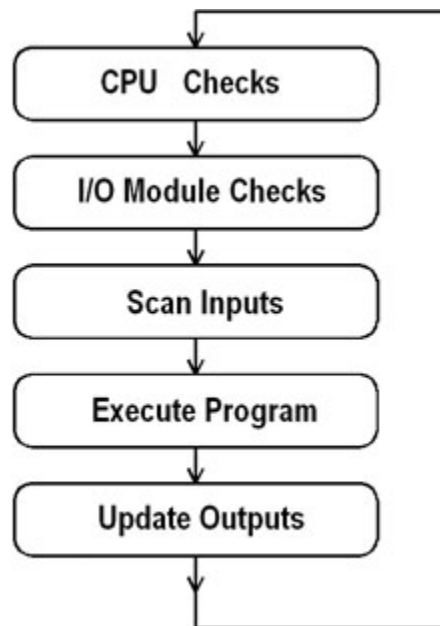 CPU Checks
I/O Module Checks
Scan Inputs
Execute Program
Update Outputs